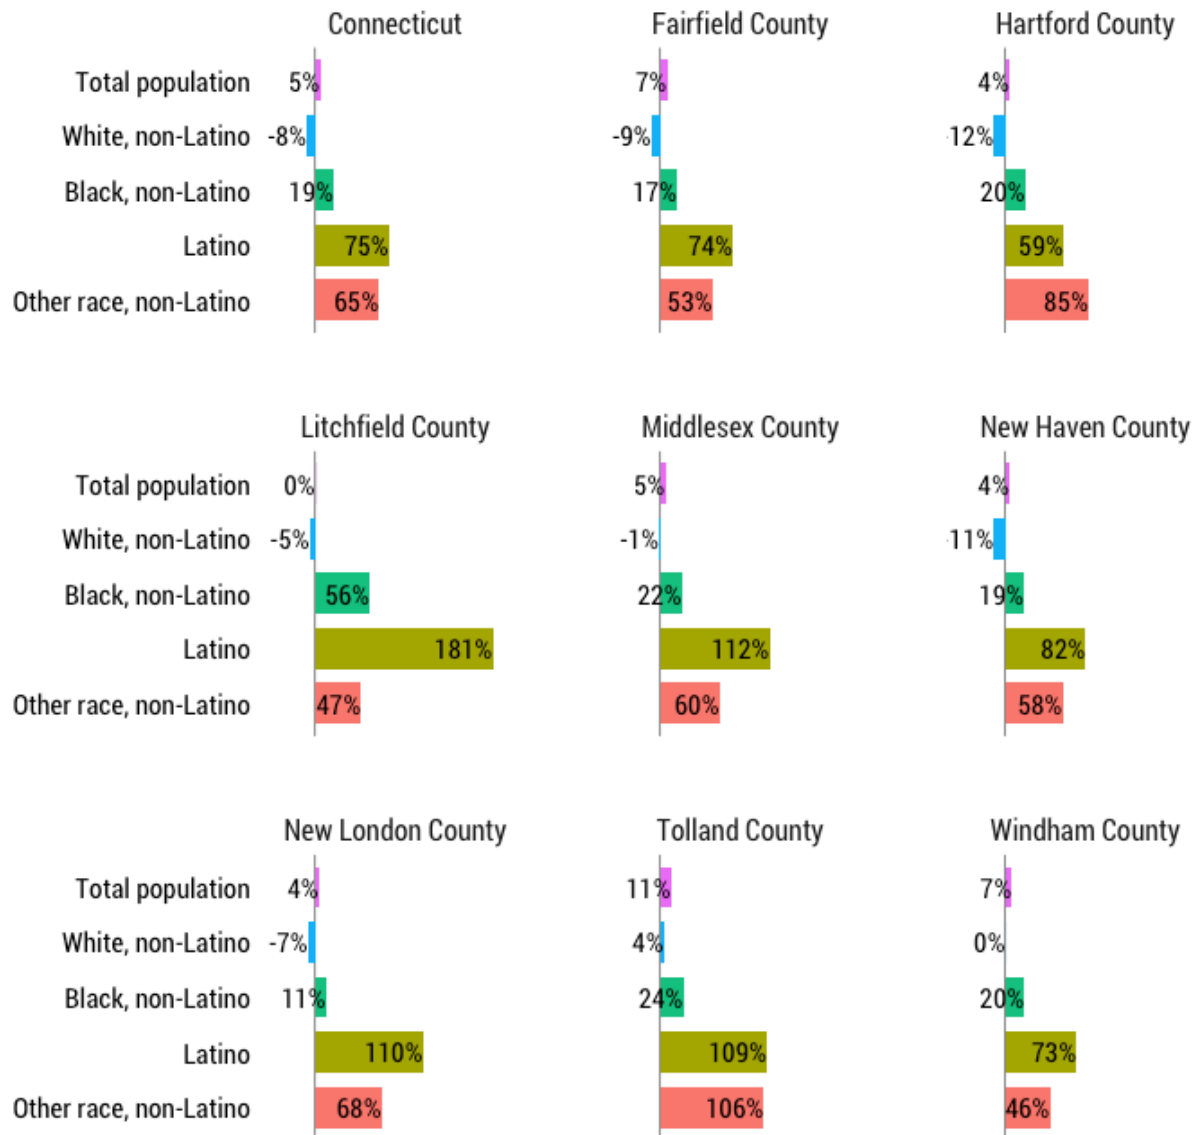 Connecticut Fairfield County Hartford County
Total population 5% 7% 4%
White, non-Latino -8% -9% -12%
Black, non-Latino 19% 17% 20%
Latino 75% 74% 59%
Other race, non-Latino 65% 53% 85%
Litchfield County Middlesex County New Haven County
Total population 0% 5% 4%
White, non-Latino -5% -1% -11%
Black, non-Latino 56% 22% 19%
Latino 181% 112% 82%
Other race, non-Latino 47% 60% 58%
New London County Tolland County Windham County
Total population 4% 11% 7%
White, non-Latino -7% 4% 0%
Black, non-Latino 11% 24% 20%
Latino 110% 109% 73%
Other race, non-Latino 68% 106% 46%